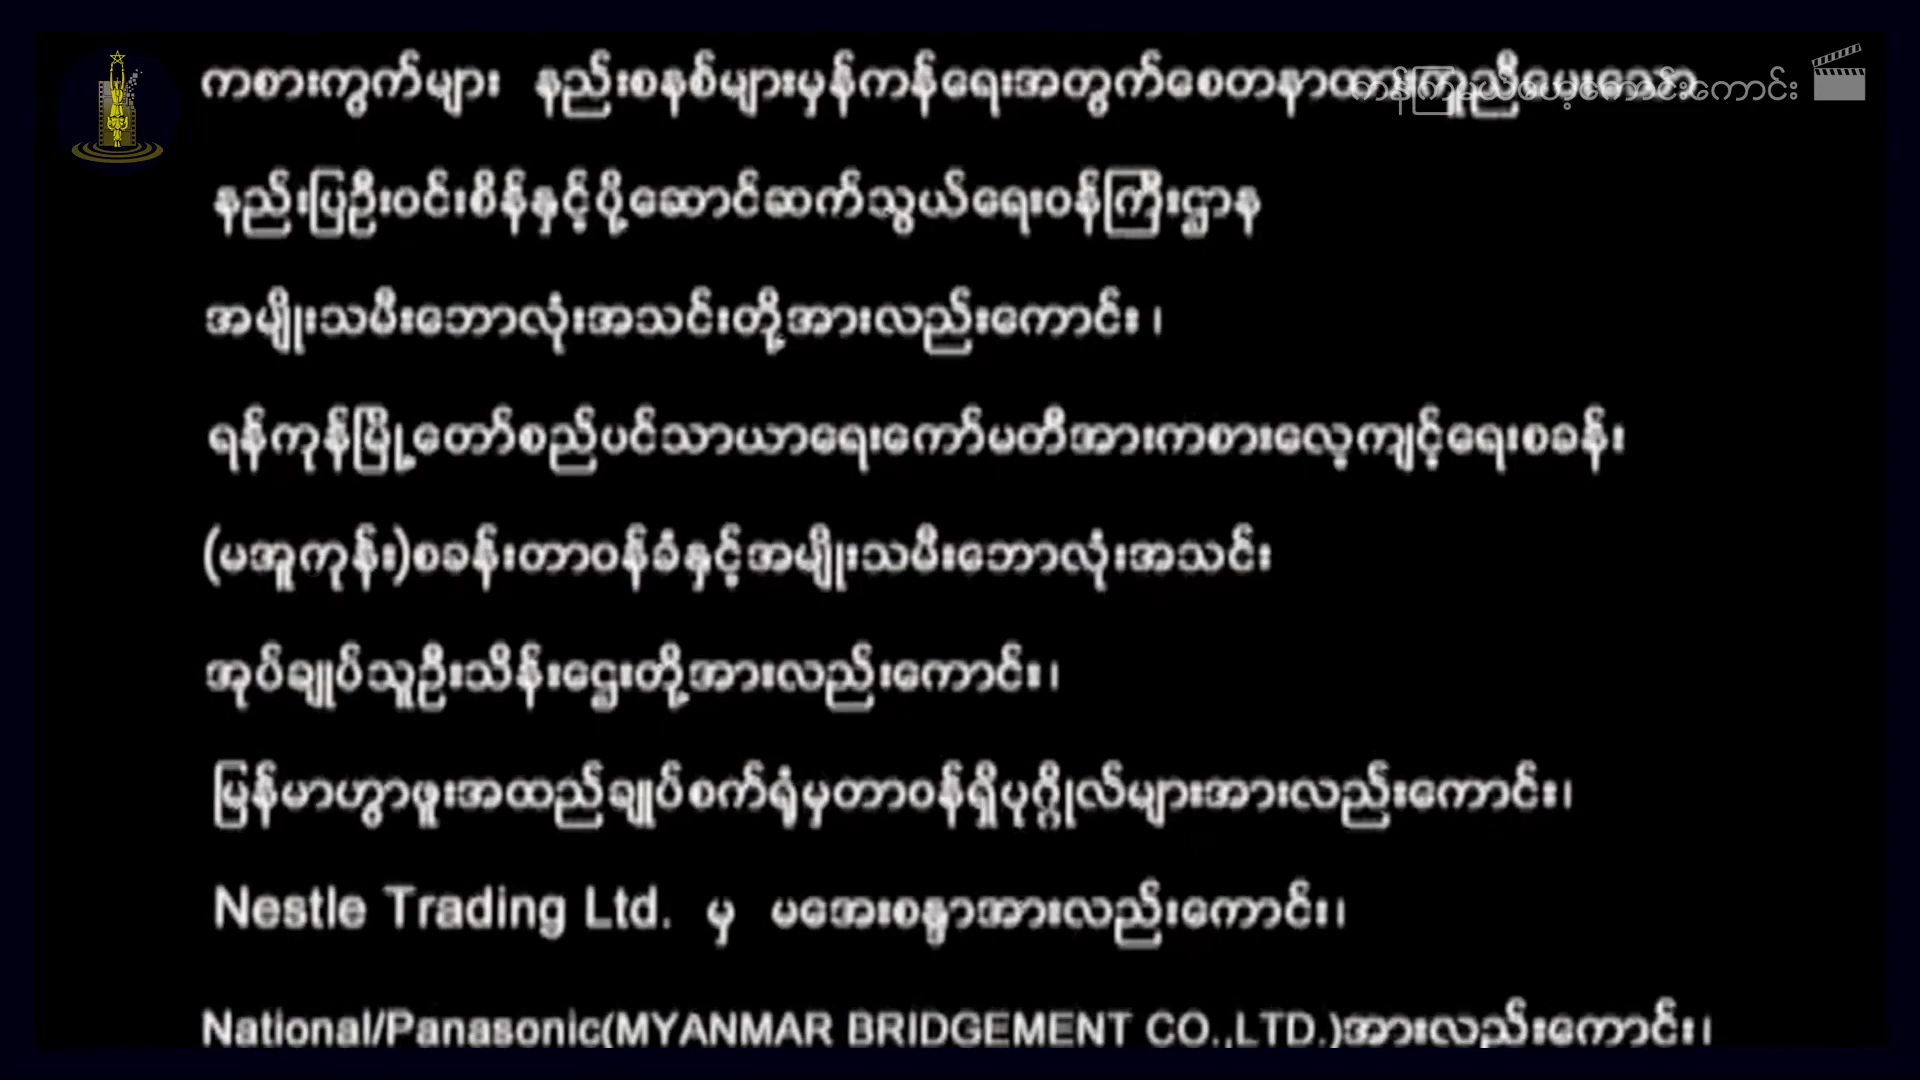 ကစားကွက်များ နည်းစနစ်များမှန်ကန်ရေးအတွက်စေတနာထားကြူညီပေးသော
နည်းပြဦးဝင်းစိန်နှင့်ပို့ဆောင်ဆက်သွယ်ရေးဝန်ကြီးဌာန
အမျိုးသမီးဘောလုံးအသင်းတို့အားလည်းကောင်း ၊
ရန်ကုန်မြို့တော်စည်ပင်သာယာရေးကော်မတီအားကစားလေ့ကျင့်ရေးစခန်း
(မအူကုန်း)စခန်းတာဝန်ခံနှင့်အမျိုးသမီးဘောလုံးအသင်း
အုပ်ချုပ်သူဦးသိန်းဌေးတို့အားလည်းကောင်း၊
မြန်မာဟွာဖူးအထည်ချုပ်စက်ရုံမှတာဝန်ရှိပုဂ္ဂိုလ်များအားလည်းကောင်း၊
Nestle Trading Ltd. မှ မအေးစန္ဒာအားလည်းကောင်း၊
National/Panasonic(MYANMAR BRIDGEMENT CO.,LTD.)အားလည်းကောင်း၊